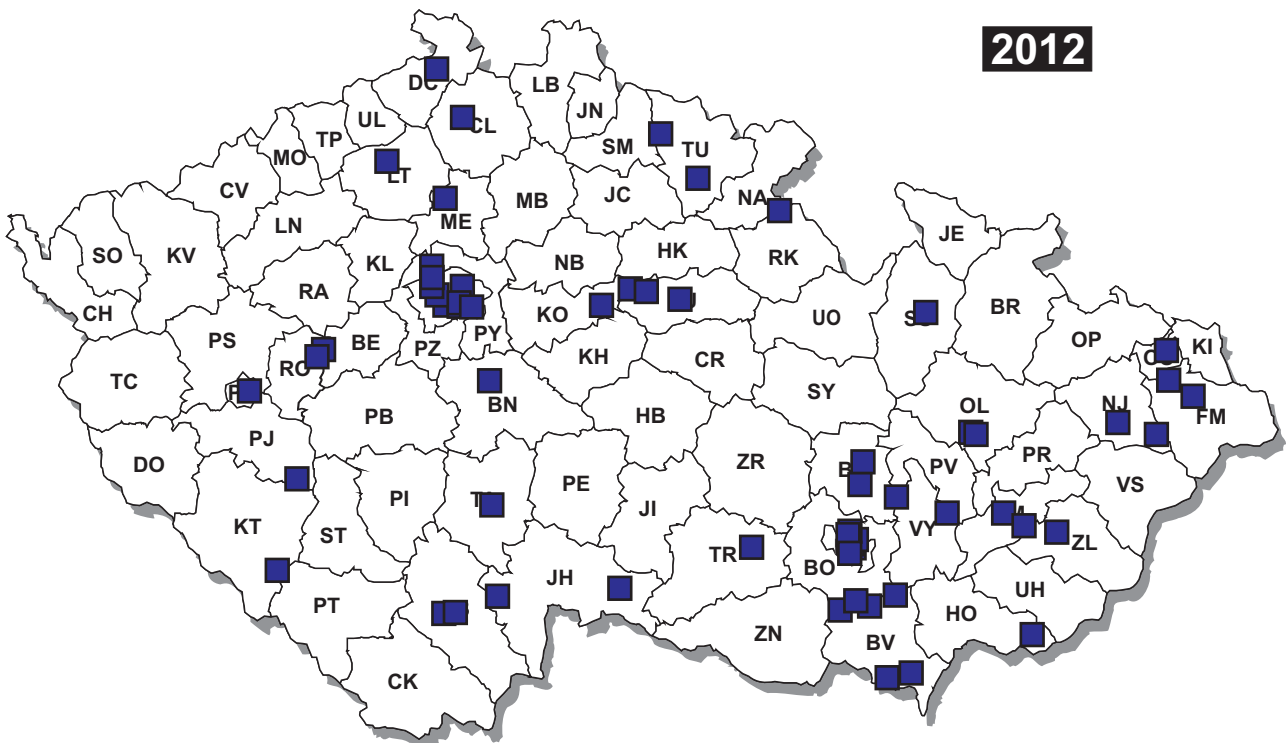 2012
DC
LB
JN
UL
TP
CL
MO
SM
TU
LT
CV
NA
MB
JC
ME
LN
JE
SO
KV
KL
NB
HK
RK
RA
BR
CH
KO
UO
PS
BE
PZ
PY
OP
KI
KH
CR
RO
TC
SY
BN
OL
NJ
FM
PB
HB
PJ
DO
ZR
PV
PR
VS
PE
PI
KT
ST
JI
VY
ZL
TR
BO
JH
PT
UH
HO
ZN
BV
CK